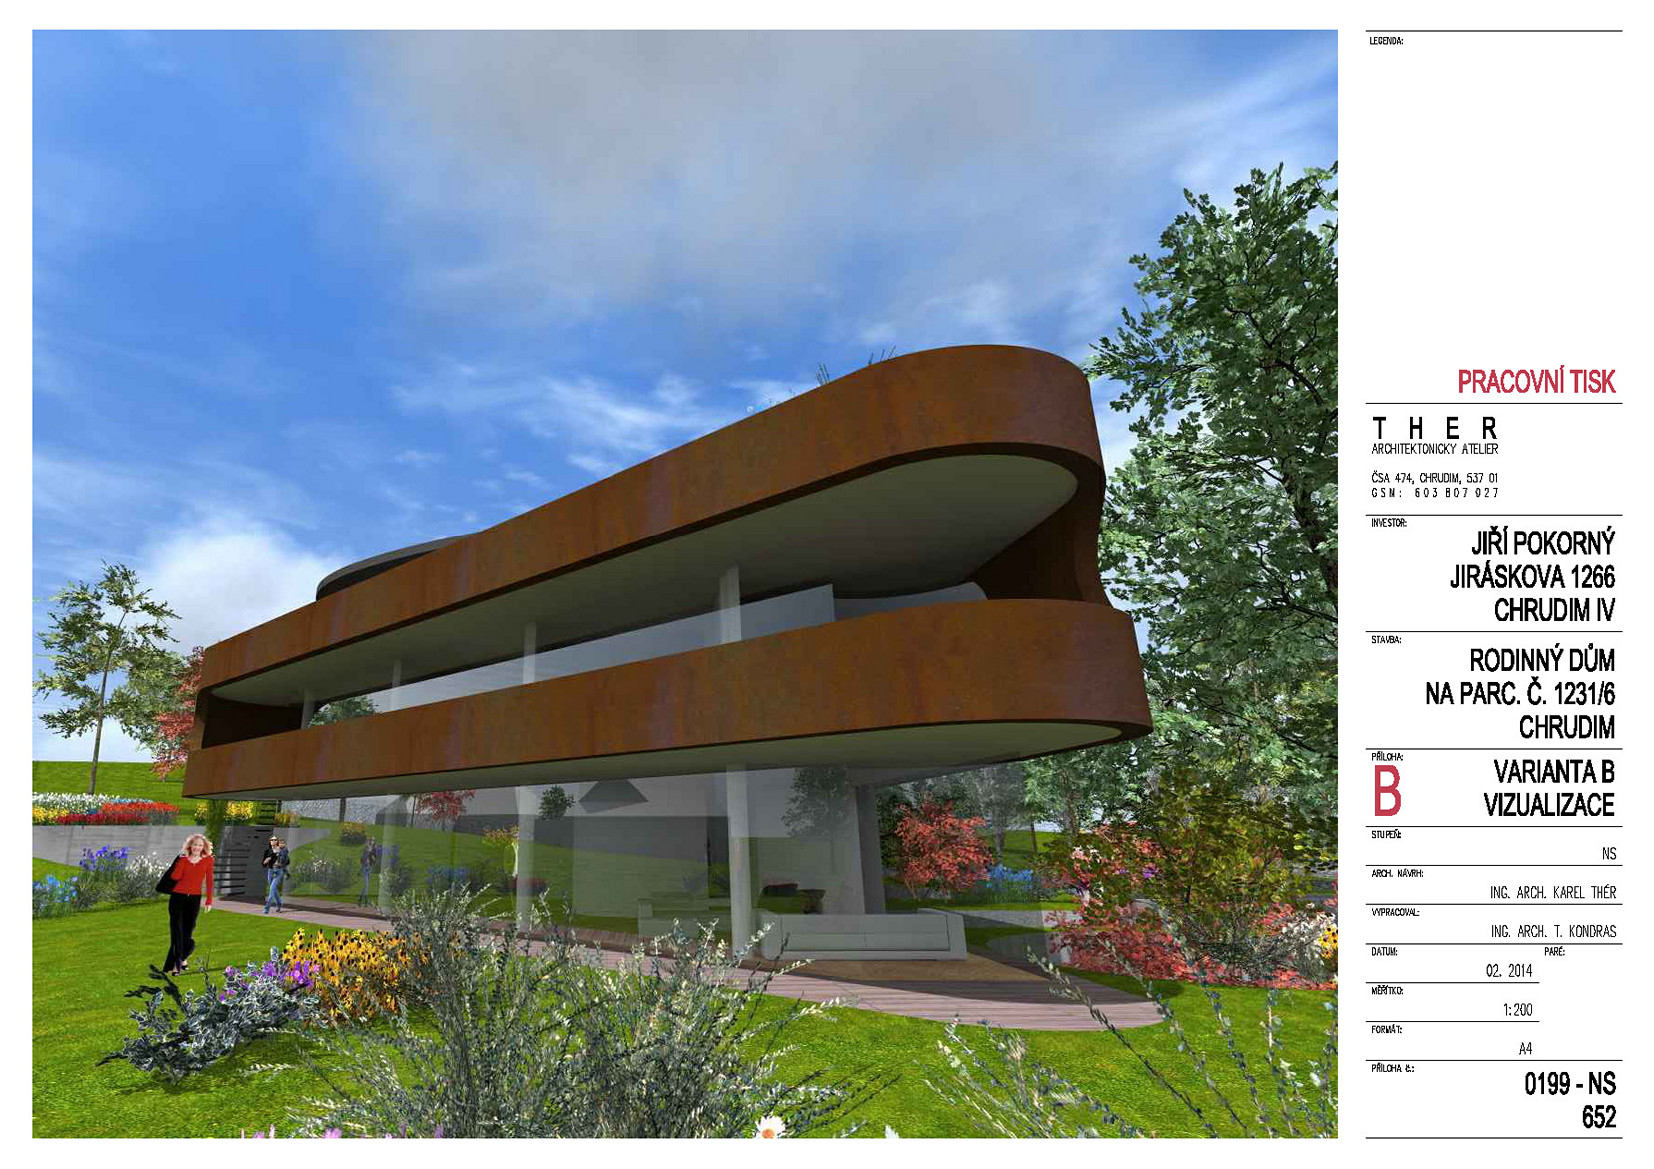 LEGENDA:
PRACOVNÍ TISK
THER
ARCHITEKTONICKÝ ATELIER
ČSA 474, CHRUDIM, 537 01
GSM: 603 807 927
INVESTOR:
JIŘÍ POKORNÝ
JIRÁSKOVA 1266
CHRUDIM IV
STAVBA:
RODINNÝ DŮM
NA PARC. Č. 1231/6
CHRUDIM
PŘÍLOHA:
B
VARIANTA B
VIZUALIZACE
STUPEŇ:
NS
ARCH. NÁVRH:
ING. ARCH. KAREL THÉR
VYPRACOVAL:
ING. ARCH. T. KONDRAS
DATUM:
PARÉ:
02. 2014
MĚŘÍTKO:
1:200
FORMÁT:
A4
PŘÍLOHA č.:
0199 - NS
652